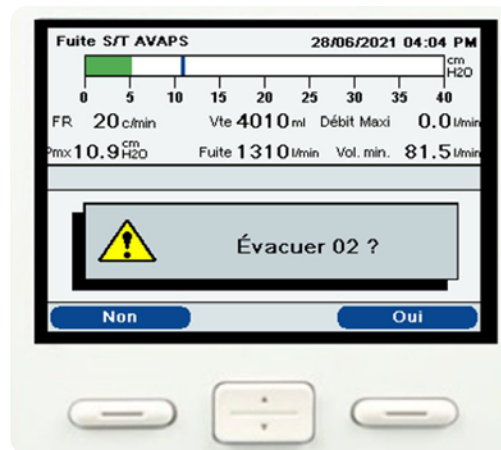 Fuite S/T AVAPS 28/06/2021 04:04 PM
cm
H2O
0 5 10 15 20 25 30 35 40
FR 20 c/min Vte 4010 ml Débit Maxi 0.0 l/min
Pmx 10.9 cm H2O Fuite 1310 l/min Vol. min. 81.5 l/min
Évacuer 02 ?
Non Oui